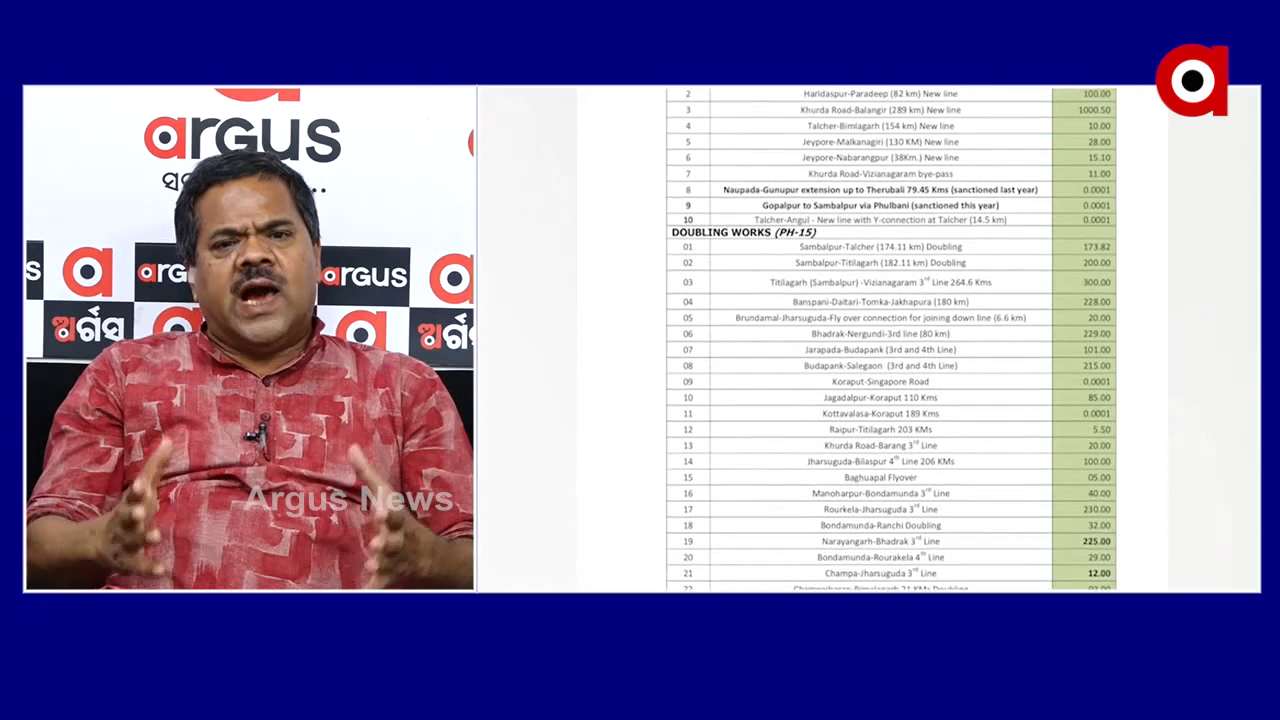 argus
ସ...
argus
argus
ଅର୍ଗସ
ଅର୍ଗସ
Argus News
2 Haridaspur-Paradeep (82 km) New line 100.00
3 Khurda Road-Balangir (289 km) New line 1000.50
4 Talcher-Bimlagarh (154 km) New line 10.00
5 Jeypore-Malkanagiri (130 KM) New line 28.00
6 Jeypore-Nabarangpur (38Km.) New line 15.10
7 Khurda Road-Vizianagaram bye-pass 11.00
8 Naupada-Gunupur extension up to Therubali 79.45 Kms (sanctioned last year) 0.0001
9 Gopalpur to Sambalpur via Phulbani (sanctioned this year) 0.0001
10 Talcher-Angul - New line with Y-connection at Talcher (14.5 km) 0.0001
DOUBLING WORKS (PH-15)
01 Sambalpur-Talcher (174.11 km) Doubling 173.82
02 Sambalpur-Titilagarh (182.11 km) Doubling 200.00
03 Titilagarh (Sambalpur) -Vizianagaram 3rd Line 264.6 Kms 300.00
04 Banspani-Daitari-Tomka-Jakhapura (180 km) 228.00
05 Brundamal-Jharsuguda-Fly over connection for joining down line (6.6 km) 20.00
06 Bhadrak-Nergundi-3rd line (80 km) 229.00
07 Jarapada-Budapank (3rd and 4th Line) 101.00
08 Budapank-Salegaon (3rd and 4th Line) 215.00
09 Koraput-Singapore Road 0.0001
10 Jagadalpur-Koraput 110 Kms 85.00
11 Kottavalasa-Koraput 189 Kms 0.0001
12 Raipur-Titilagarh 203 KMs 5.50
13 Khurda Road-Barang 3rd Line 20.00
14 Jharsuguda-Bilaspur 4th Line 206 KMs 100.00
15 Baghuapal Flyover 05.00
16 Manoharpur-Bondamunda 3rd Line 40.00
17 Rourkela-Jharsuguda 3rd Line 230.00
18 Bondamunda-Ranchi Doubling 32.00
19 Narayangarh-Bhadrak 3rd Line 225.00
20 Bondamunda-Rourakela 4th Line 29.00
21 Champa-Jharsuguda 3rd Line 12.00